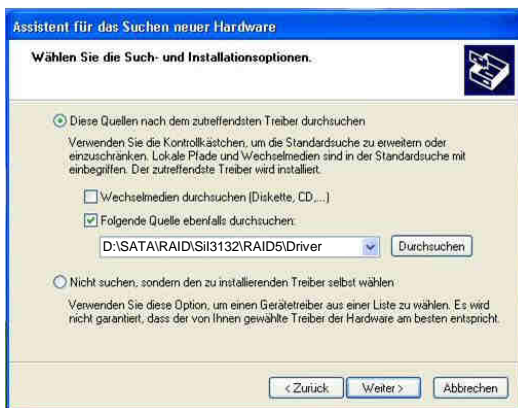 Assistent für das Suchen neuer Hardware
Wählen Sie die Such- und Installationsoptionen.
Diese Quellen nach dem zutreffendsten Treiber durchsuchen
Verwenden Sie die Kontrollkästchen, um die Standardsuche zu erweitern oder
einzuschränken. Lokale Pfade und Wechselmedien sind in der Standardsuche mit
einbegriffen. Der zutreffendste Treiber wird installiert.
Wechselmedien durchsuchen (Diskette, CD,...)
Folgende Quelle ebenfalls durchsuchen:
D:\SATA\RAID\Sil3132\RAID5\Driver
Durchsuchen
Nicht suchen, sondern den zu installierenden Treiber selbst wählen
Verwenden Sie diese Option, um einen Gerätetreiber aus einer Liste zu wählen. Es wird
nicht garantiert, dass der von Ihnen gewählte Treiber der Hardware am besten entspricht.
< Zurück
Weiter >
Abbrechen